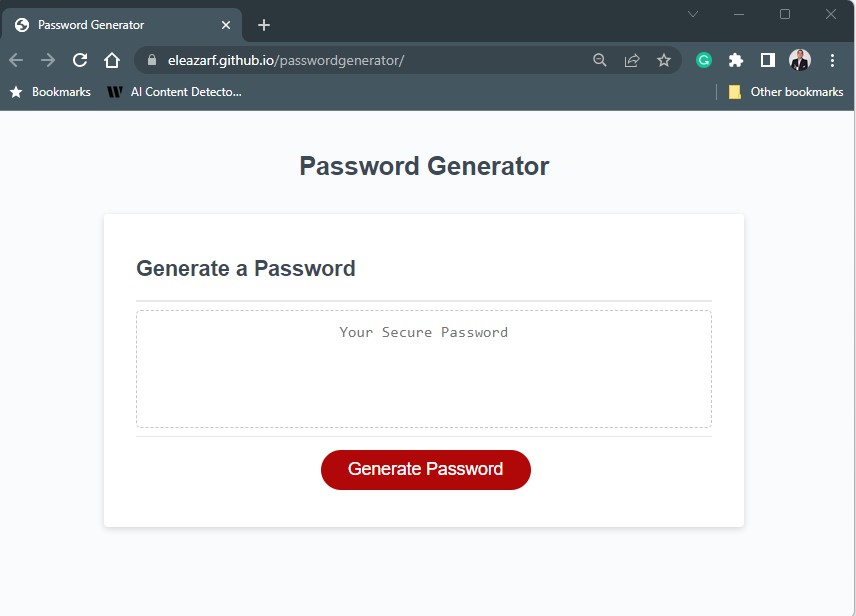 Password Generator
eleazarf.github.io/passwordgenerator/
Bookmarks AI Content Detecto... Other bookmarks
Password Generator
Generate a Password
Your Secure Password
Generate Password